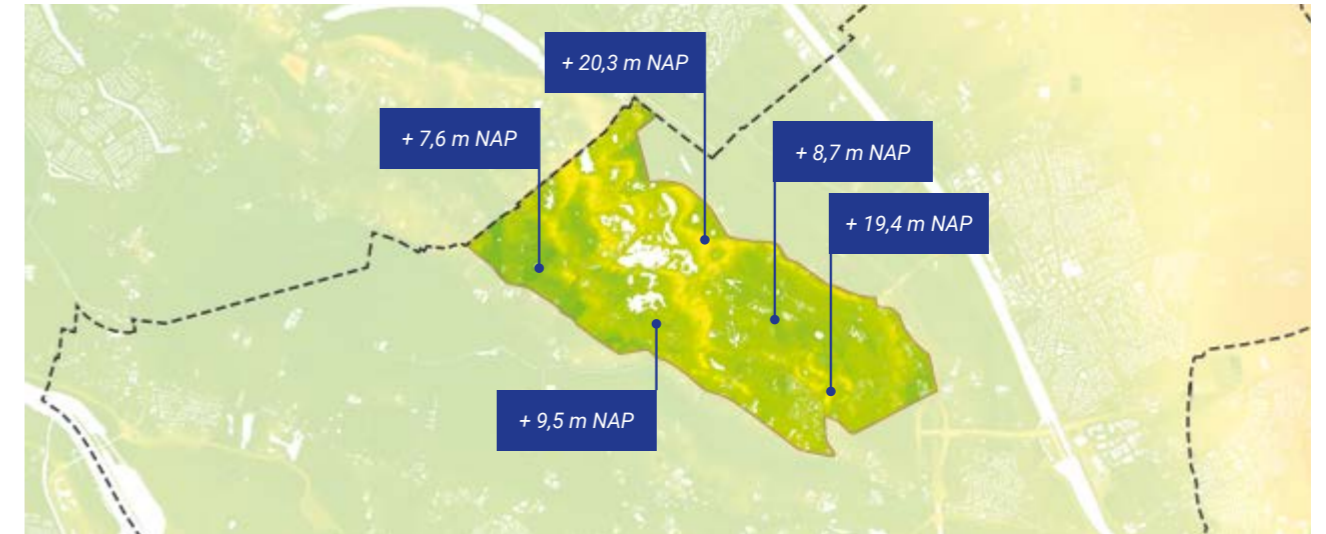 + 20,3 m NAP
+ 7,6 m NAP
+ 8,7 m NAP
+ 19,4 m NAP
+ 9,5 m NAP